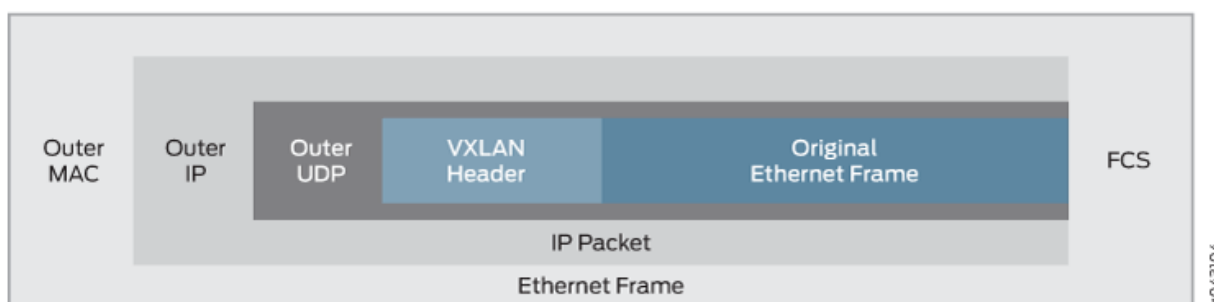 Outer
MAC
Outer
IP
Outer
UDP
VXLAN
Header
Original
Ethernet Frame
FCS
IP Packet
Ethernet Frame